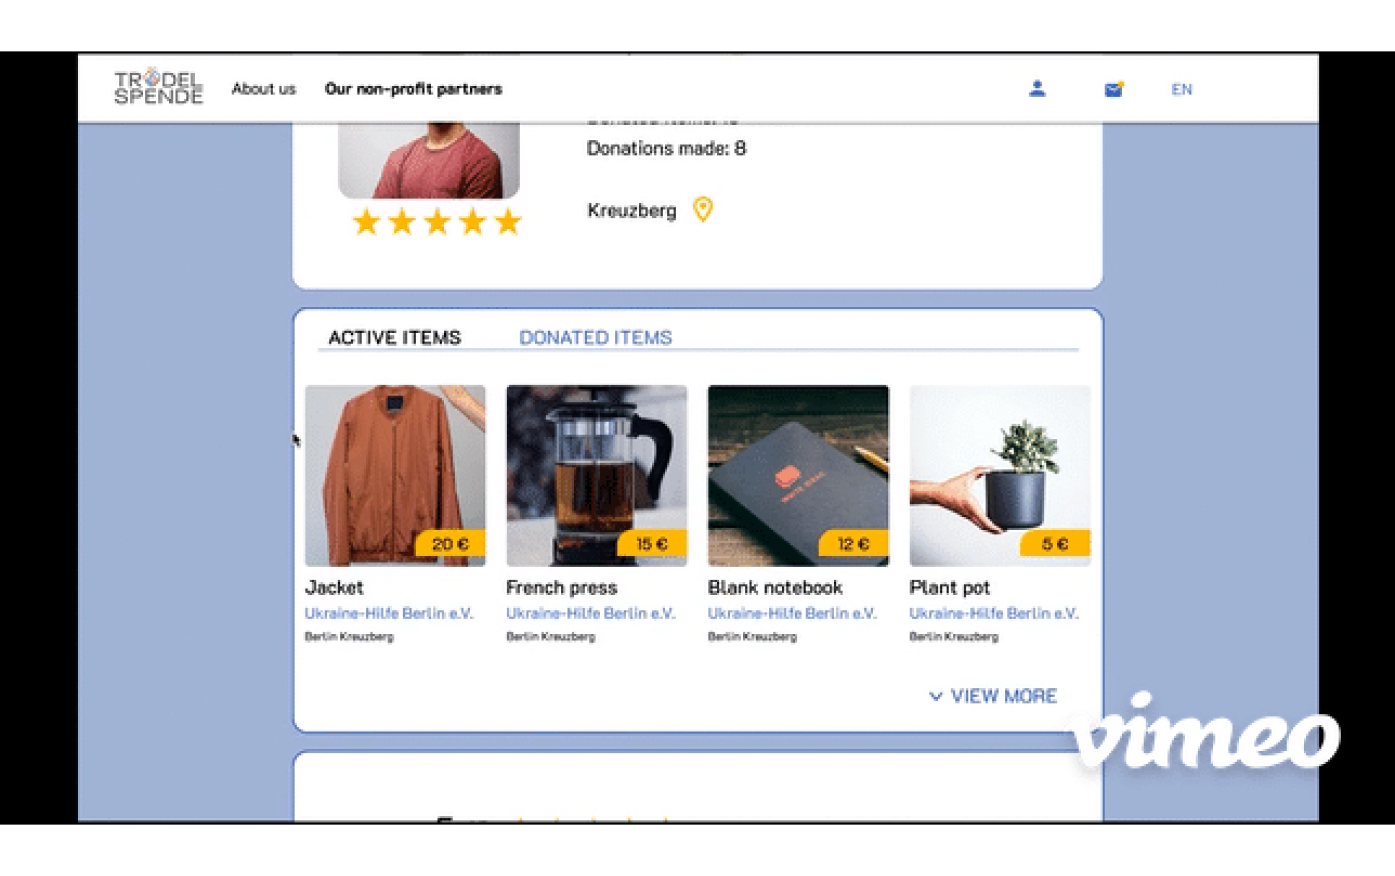 TRÖDEL
SPENDE
About us
Our non-profit partners
EN
Donations made: 8
Kreuzberg
ACTIVE ITEMS
DONATED ITEMS
20 €
15 €
12 €
5 €
Jacket
French press
Blank notebook
Plant pot
Ukraine-Hilfe Berlin e.V.
Ukraine-Hilfe Berlin e.V.
Ukraine-Hilfe Berlin e.V.
Ukraine-Hilfe Berlin e.V.
Berlin Kreuzberg
Berlin Kreuzberg
Berlin Kreuzberg
Berlin Kreuzberg
VIEW MORE
vimeo